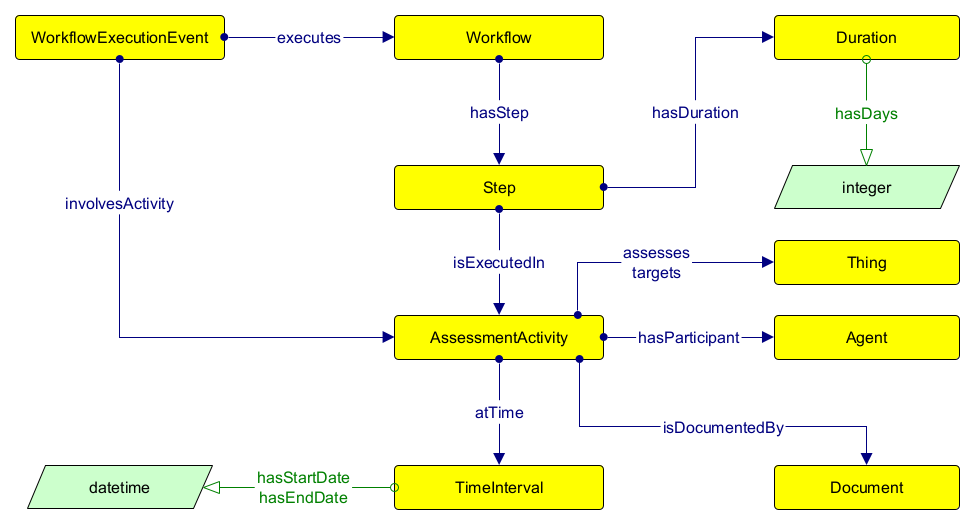 WorkflowExecutionEvent
executes
Workflow
Duration
hasStep
hasDuration
hasDays
Step
integer
involvesActivity
isExecutedIn
assesses
targets
Thing
AssessmentActivity
hasParticipant
Agent
atTime
isDocumentedBy
datetime
hasStartDate
hasEndDate
TimeInterval
Document